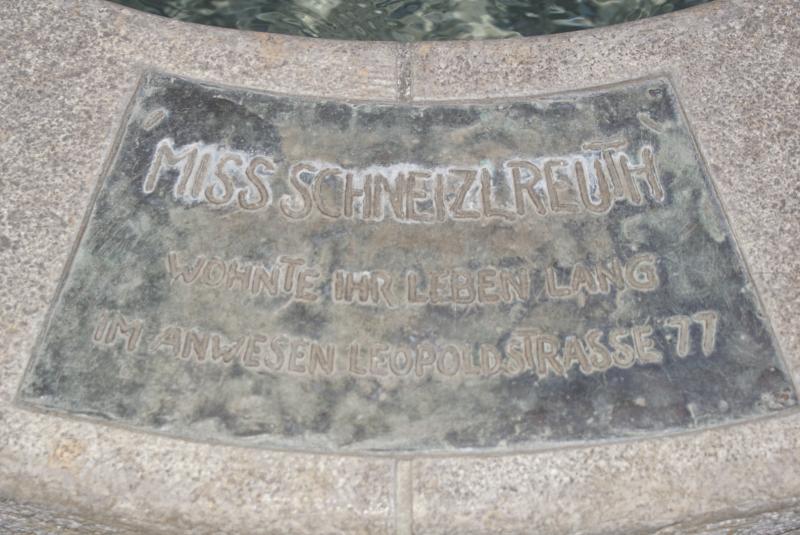 MISS SCHNEIZLREUTH
WOHNTE IHR LEBEN LANG
IM ANWESEN LEOPOLDSTRASSE 77